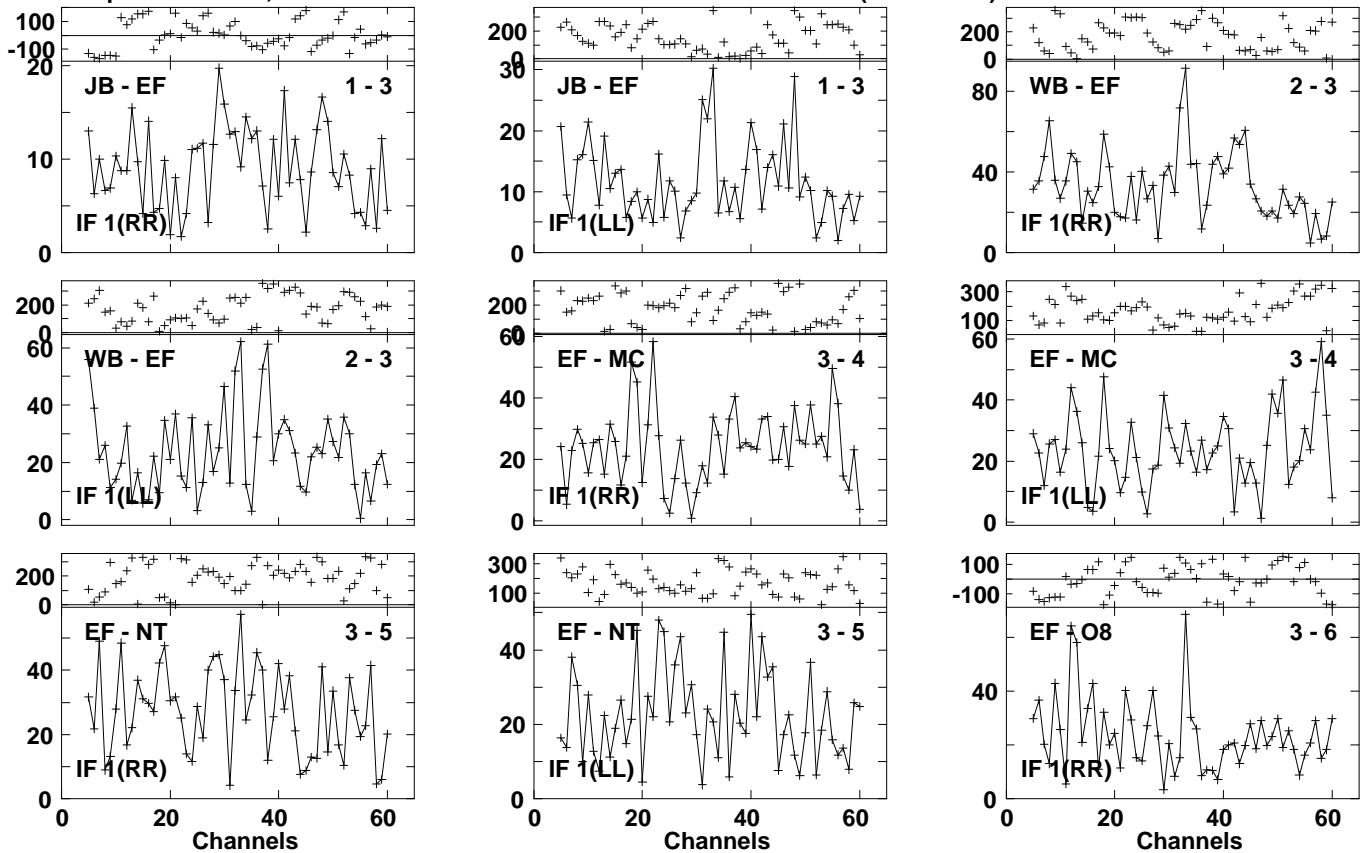 100
-100
20
10
0
JB - EF 1 - 3
IF 1(RR)
200
0
30
20
10
0
JB - EF 1 - 3
IF 1(LL)
200
0
80
40
0
WB - EF 2 - 3
IF 1(RR)
200
0
60
40
20
0
WB - EF 2 - 3
IF 1(LL)
200
0
60
40
20
0
EF - MC 3 - 4
IF 1(RR)
300
100
60
40
20
0
EF - MC 3 - 4
IF 1(LL)
200
0
40
20
0
EF - NT 3 - 5
IF 1(RR)
0 20 40 60
Channels
300
100
40
20
0
EF - NT 3 - 5
IF 1(LL)
0 20 40 60
100
-100
40
0
EF - O8 3 - 6
IF 1(RR)
0 20 40 60
Channels